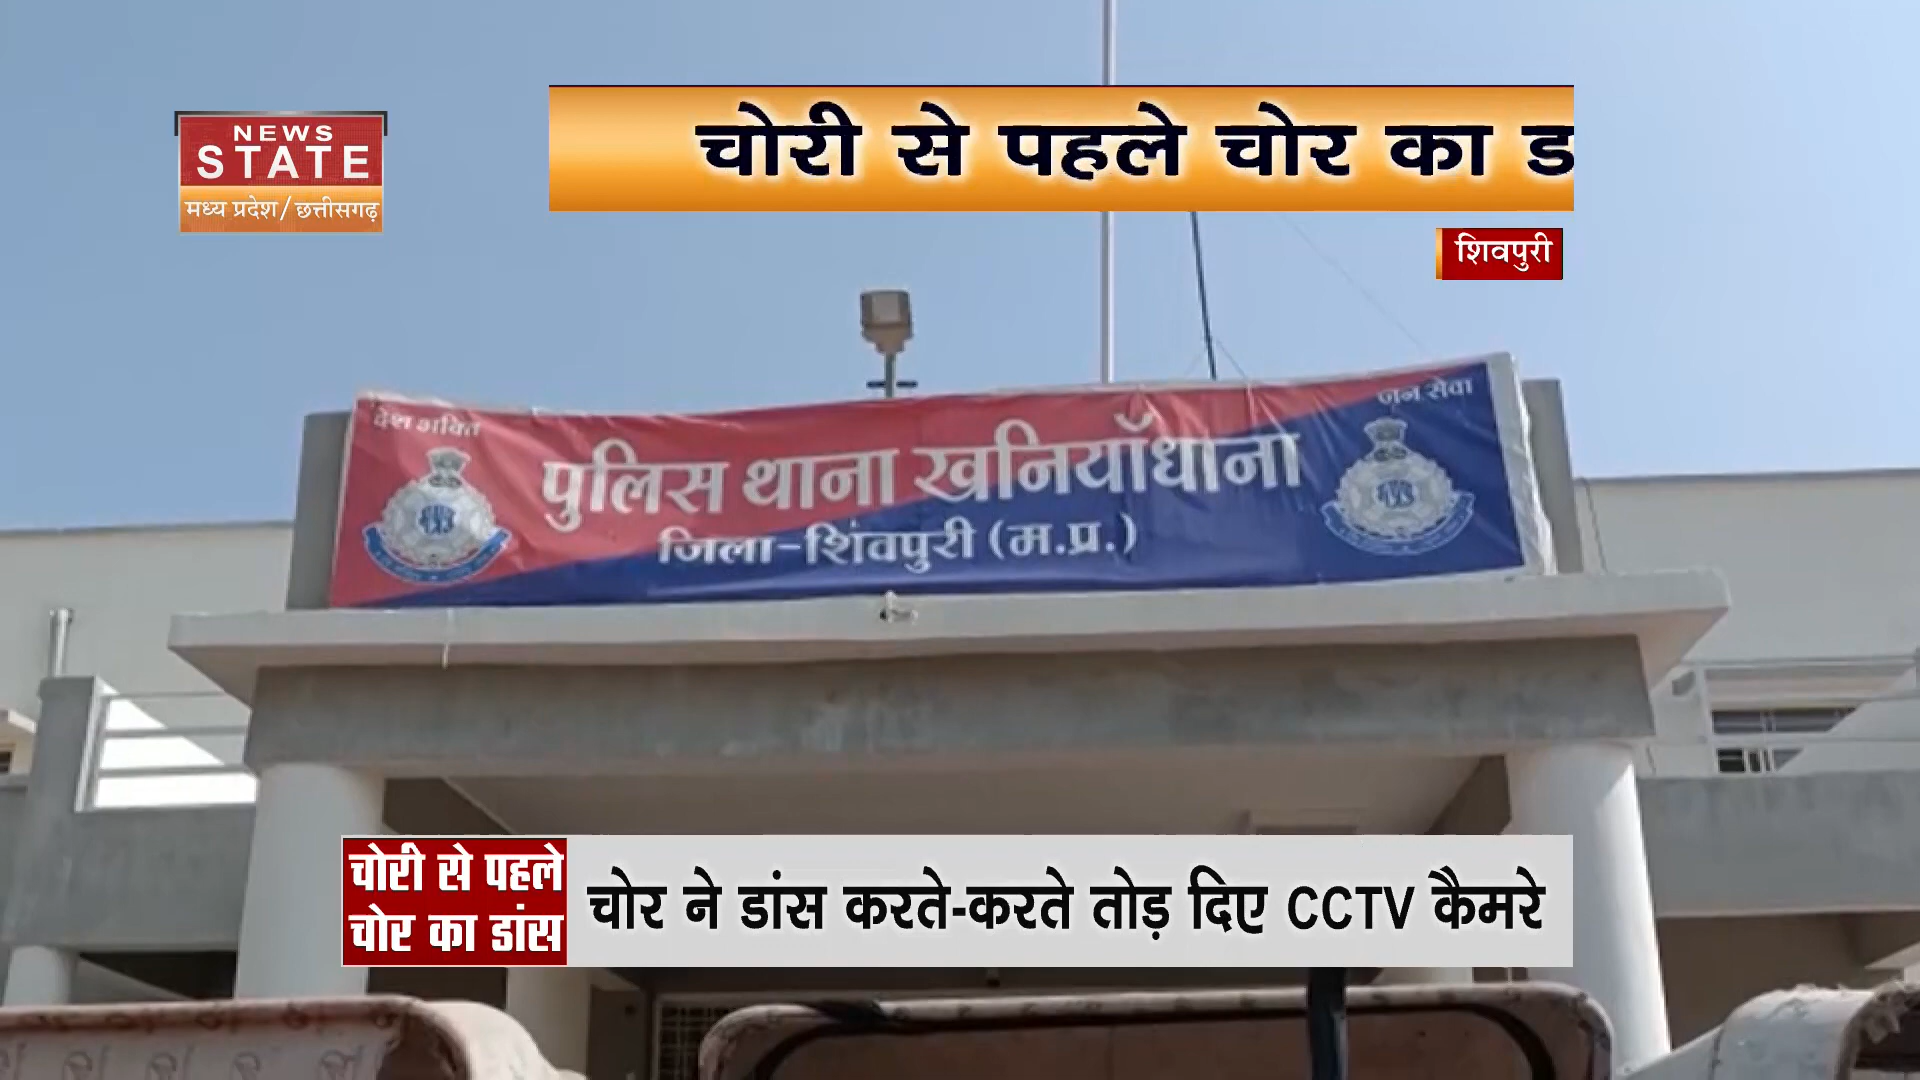 NEWS
STATE
मध्य प्रदेश/छत्तीसगढ़
चोरी से पहले चोर का ड
शिवपुरी
देश भक्ति
जन सेवा
पुलिस थाना खनियाँधाना
जिला-शिवपुरी (म.प्र.)
चोरी से पहले
चोर का डांस
चोर ने डांस करते-करते तोड़ दिए CCTV कैमरे